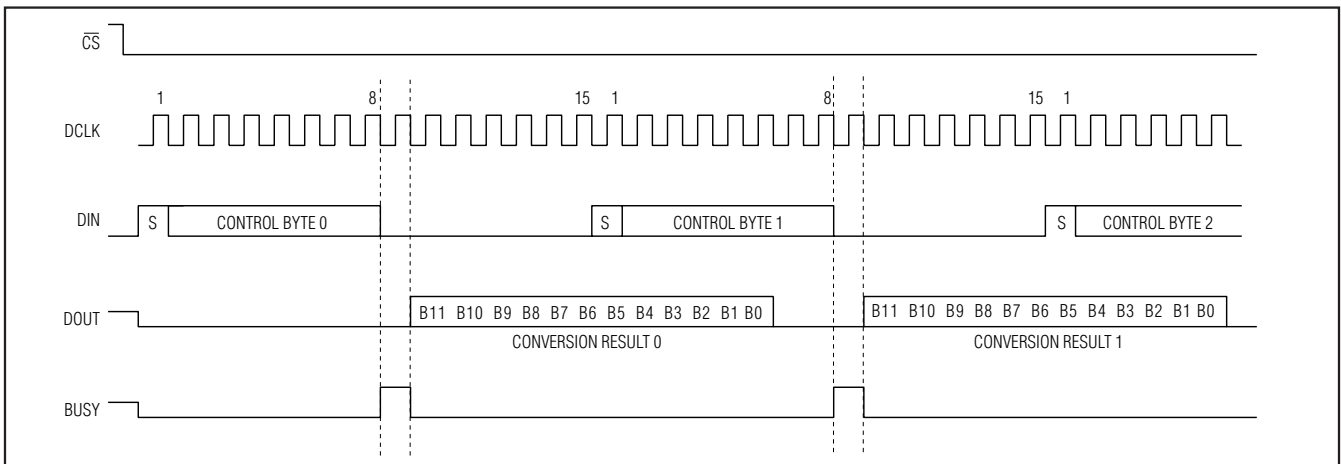 CS
1 8 15 1 8 15 1
DCLK
DIN S CONTROL BYTE 0 S CONTROL BYTE 1 S CONTROL BYTE 2
DOUT B11 B10 B9 B8 B7 B6 B5 B4 B3 B2 B1 B0 B11 B10 B9 B8 B7 B6 B5 B4 B3 B2 B1 B0
CONVERSION RESULT 0 CONVERSION RESULT 1
BUSY